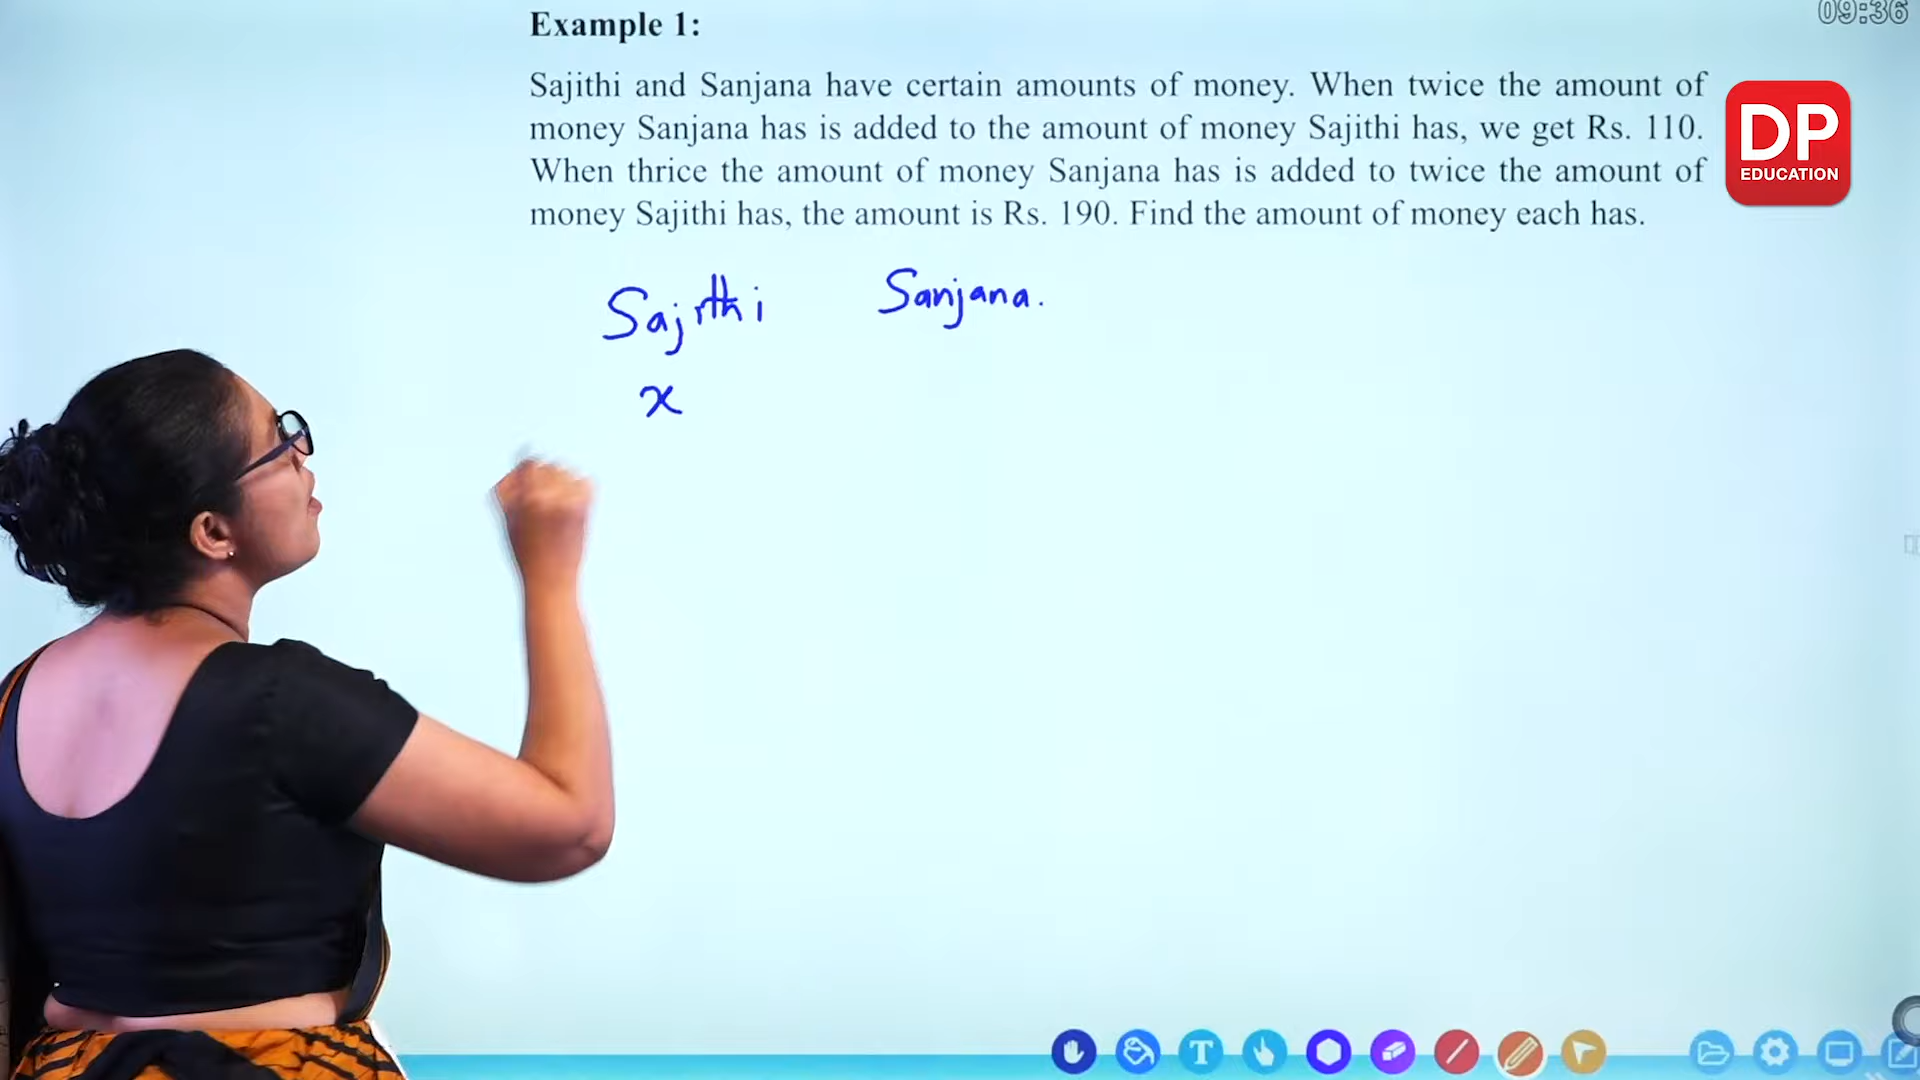 Example 1:
09:36
Sajithi and Sanjana have certain amounts of money. When twice the amount of
money Sanjana has is added to the amount of money Sajithi has, we get Rs. 110.
When thrice the amount of money Sanjana has is added to twice the amount of
money Sajithi has, the amount is Rs. 190. Find the amount of money each has.
DP
EDUCATION
Sajithi Sanjana.
x
T